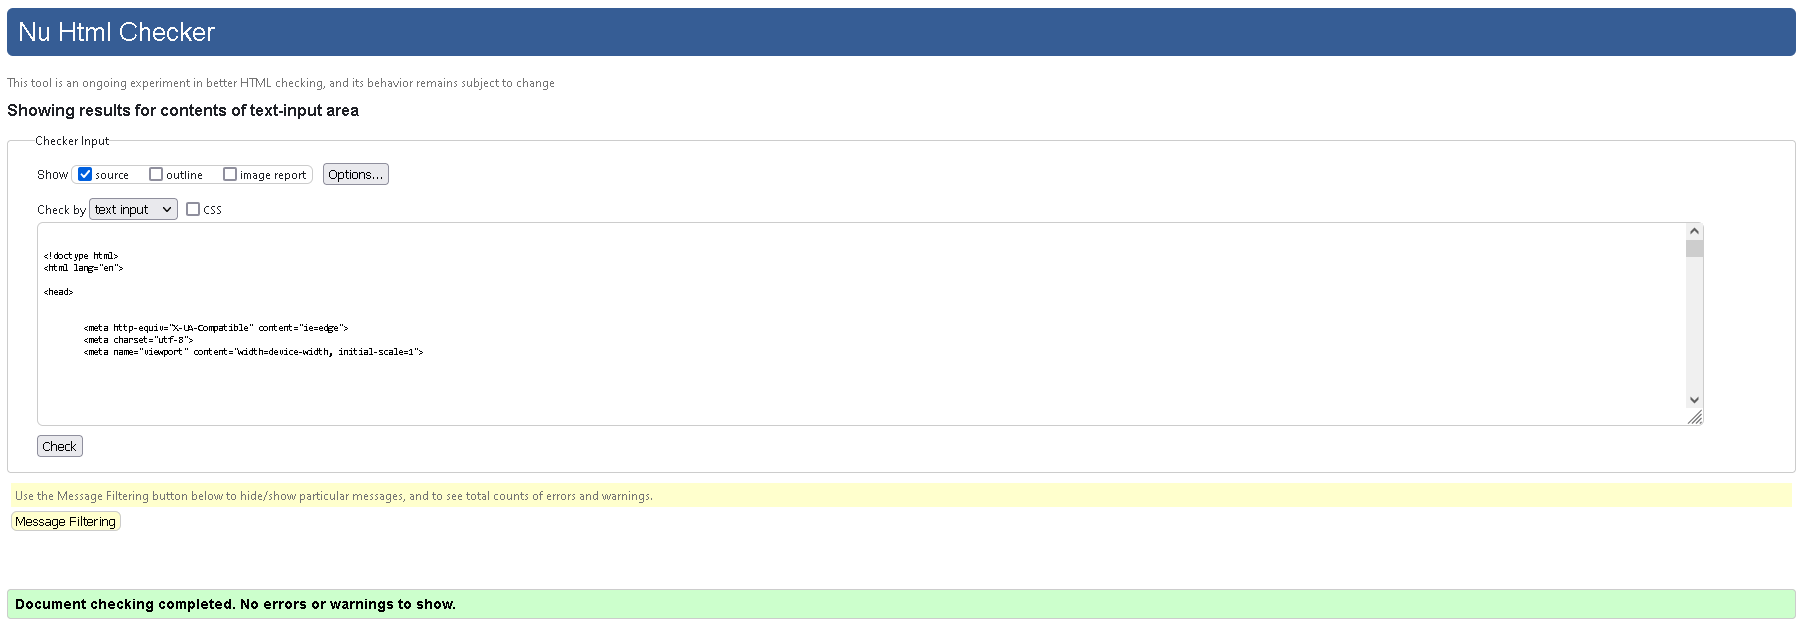 Nu Html Checker
This tool is an ongoing experiment in better HTML checking, and its behavior remains subject to change
Showing results for contents of text-input area
Checker Input
Show source outline image report Options...
Check by text input CSS
<!doctype html>
<html lang="en">
<head>
<meta http-equiv="X-UA-Compatible" content="ie=edge">
<meta charset="utf-8">
<meta name="viewport" content="width=device-width, initial-scale=1">
Check
Use the Message Filtering button below to hide/show particular messages, and to see total counts of errors and warnings.
Message Filtering
Document checking completed. No errors or warnings to show.